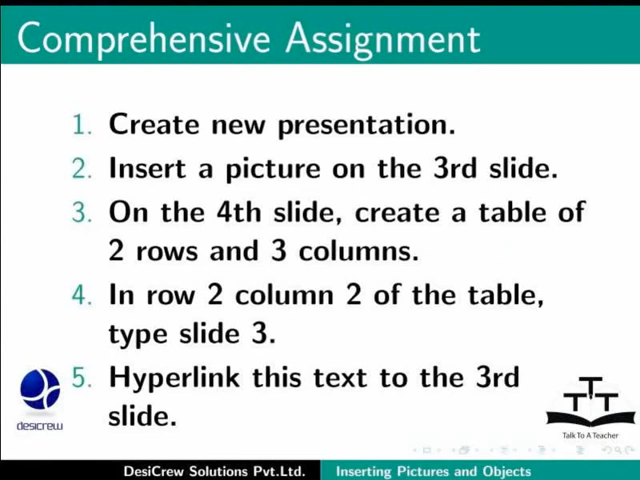 Comprehensive Assignment
1. Create new presentation.
2. Insert a picture on the 3rd slide.
3. On the 4th slide, create a table of
2 rows and 3 columns.
4. In row 2 column 2 of the table,
type slide 3.
5. Hyperlink this text to the 3rd
slide.
desicrew
TTT
Talk To A Teacher
DesiCrew Solutions Pvt.Ltd. Inserting Pictures and Objects